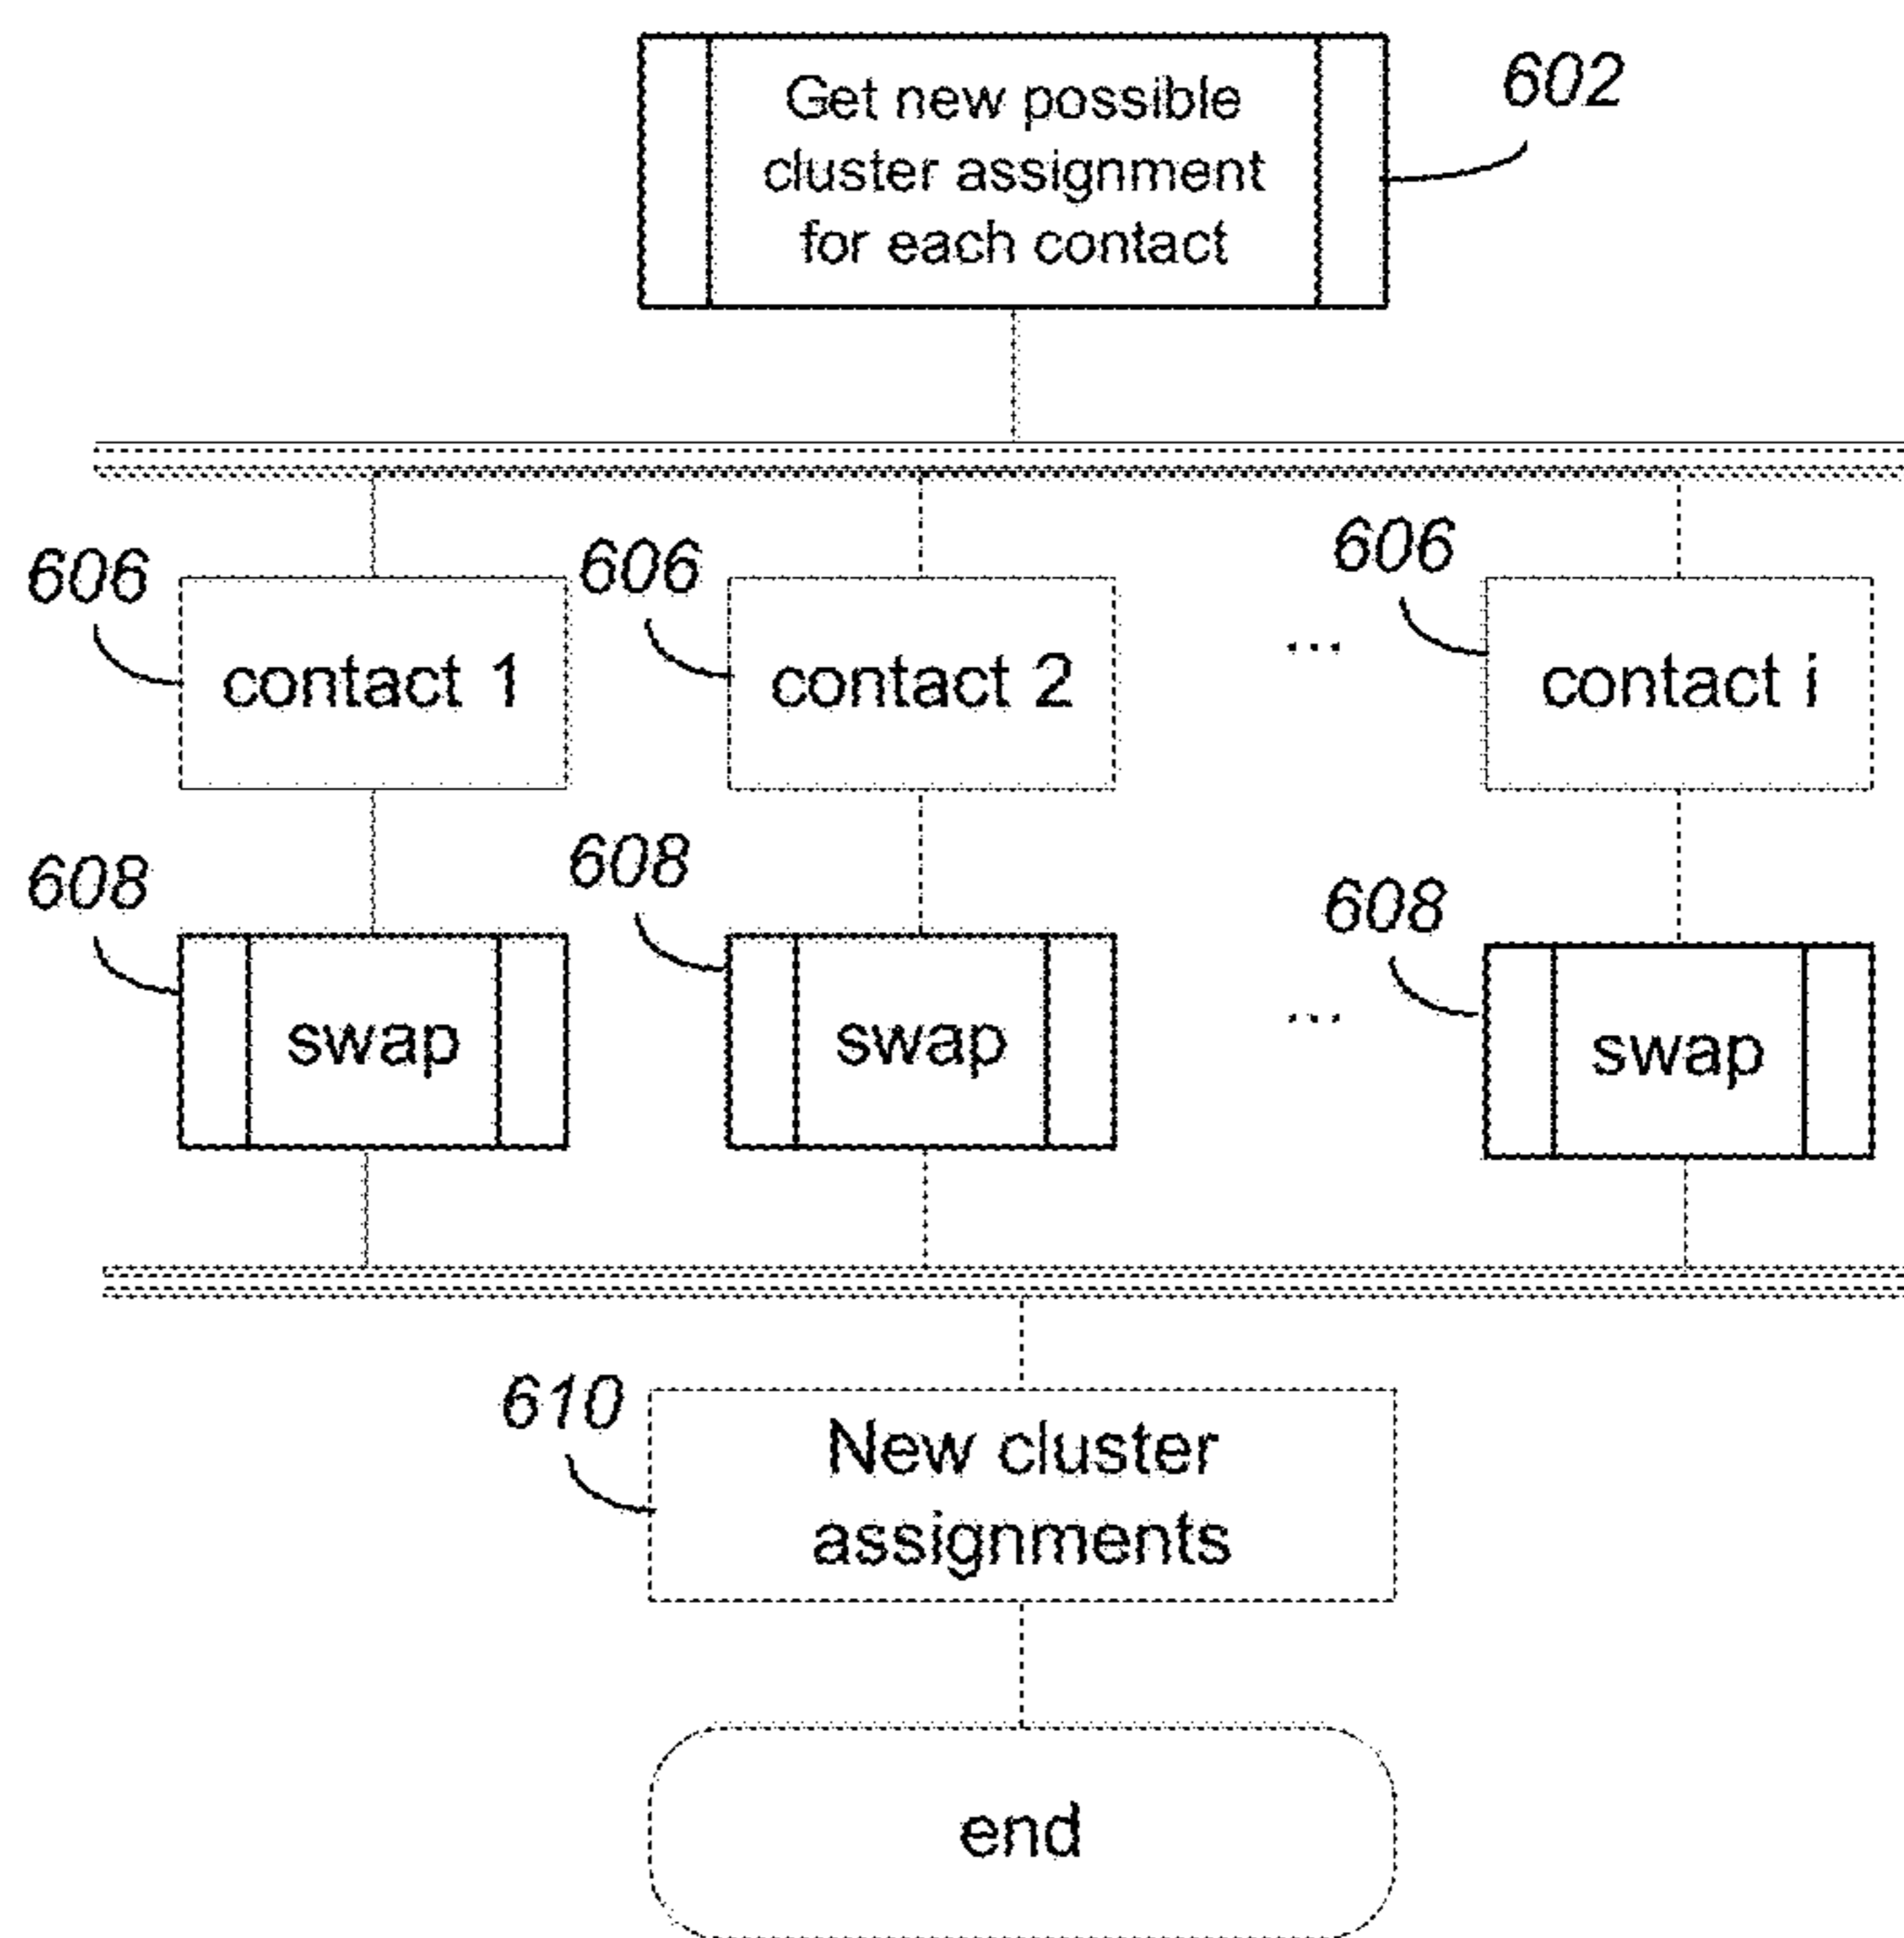 Get new possible
cluster assignment
for each contact
602
606
606
606
contact 1
contact 2
...
contact i
608
608
608
swap
swap
...
swap
610
New cluster
assignments
end